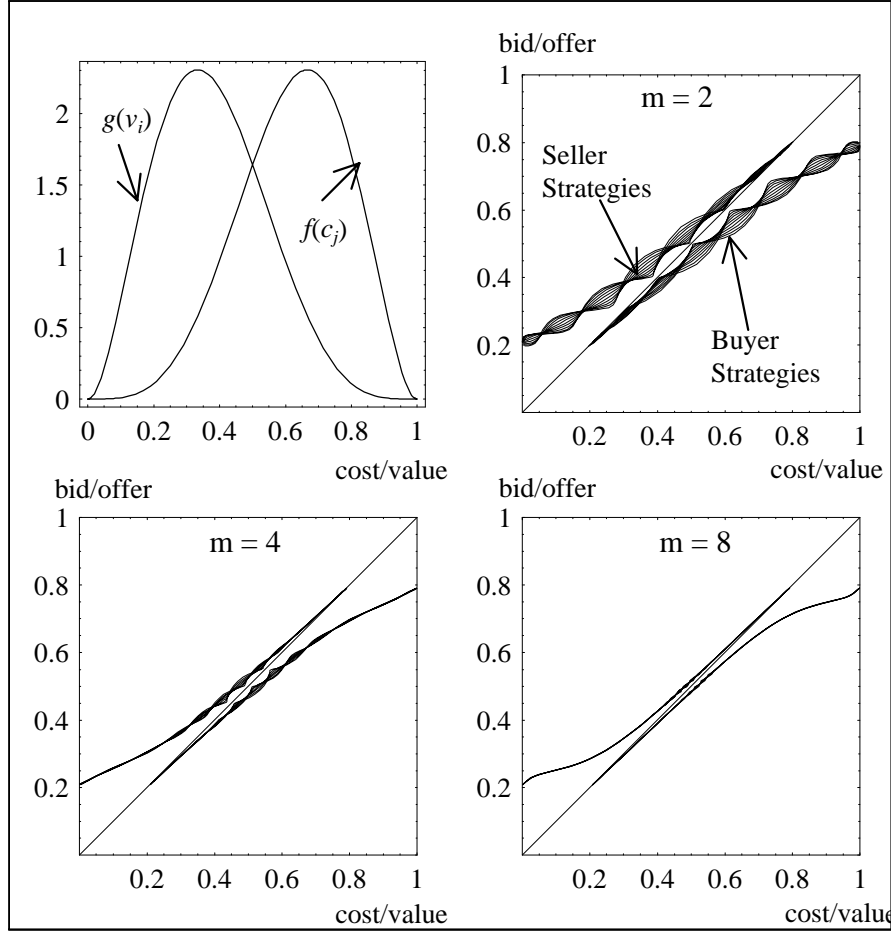 g(v_i)
f(c_j)
2
1.5
1
0.5
0
0 0.2 0.4 0.6 0.8 1
cost/value
bid/offer
m = 2
Seller
Strategies
Buyer
Strategies
1
0.8
0.6
0.4
0.2
0.2 0.4 0.6 0.8 1
cost/value
bid/offer
m = 4
1
0.8
0.6
0.4
0.2
0.2 0.4 0.6 0.8 1
cost/value
bid/offer
m = 8
1
0.8
0.6
0.4
0.2
0.2 0.4 0.6 0.8 1
cost/value